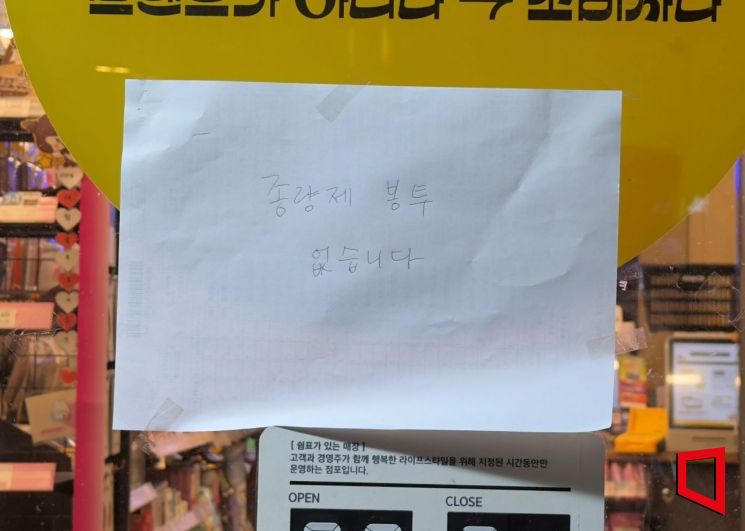 종량제 봉투
없습니다
[ 쉼표가 있는 매장 ]
고객과 경영주가 함께 행복한 라이프스타일을 위해 지정된 시간동안만
운영하는 점포입니다.
OPEN CLOSE